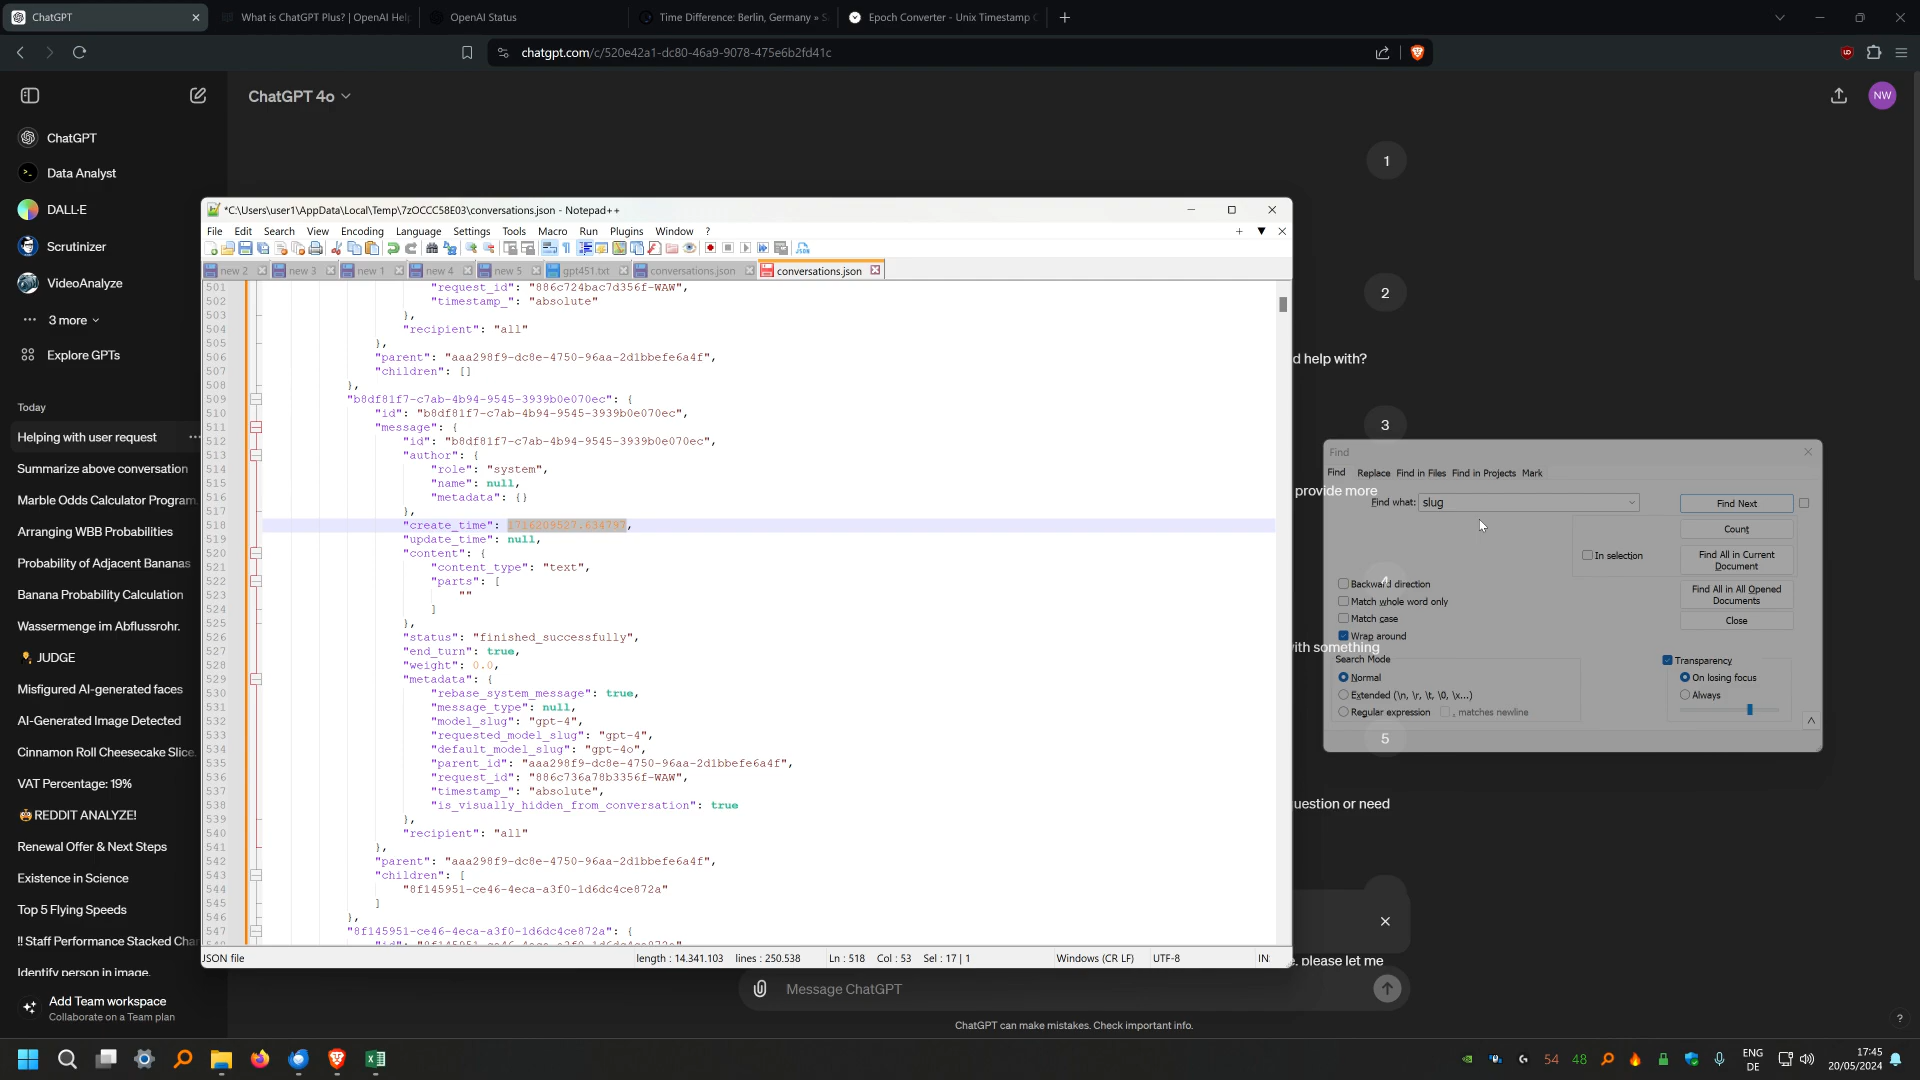 ChatGPT
What is ChatGPT Plus? | OpenAI Hel
OpenAI Status
Time Difference: Berlin, Germany » S
Epoch Converter - Unix Timestamp C
chatgpt.com/c/520e42a1-dc80-46a9-9078-475e6b2fd41c
ChatGPT 4o
NW
ChatGPT
Data Analyst
DALL·E
Scrutinizer
VideoAnalyze
3 more
Explore GPTs
Today
Helping with user request
Summarize above conversation
Marble Odds Calculator Program.
Arranging WBB Probabilities
Probability of Adjacent Bananas
Banana Probability Calculation
Wassermenge im Abflussrohr.
JUDGE
Misfigured AI-generated faces
AI-Generated Image Detected
Cinnamon Roll Cheesecake Slice.
VAT Percentage: 19%
REDDIT ANALYZE!
Renewal Offer & Next Steps
Existence in Science
Top 5 Flying Speeds
!! Staff Performance Stacked Cha
Identify person in image.
Add Team workspace
Collaborate on a Team plan
*C:\Users\user1\AppData\Local\Temp\7zOCCC58E03\conversations.json - Notepad++
File Edit Search View Encoding Language Settings Tools Macro Run Plugins Window ?
new 2 new 3 new 1 new 4 new 5 gpt451.txt conversations.json conversations.json
501 "request_id": "886c724bac7d356f-WAW",
502 "timestamp_": "absolute"
503 },
504 "recipient": "all"
505 },
506 "parent": "aaa298f9-dc8e-4750-96aa-2d1bbefe6a4f",
507 "children": []
508 },
509 "b8df81f7-c7ab-4b94-9545-3939b0e070ec": {
510 "id": "b8df81f7-c7ab-4b94-9545-3939b0e070ec",
511 "message": {
512 "id": "b8df81f7-c7ab-4b94-9545-3939b0e070ec",
513 "author": {
514 "role": "system",
515 "name": null,
516 "metadata": {}
517 },
518 "create_time": 1716209527.634797,
519 "update_time": null,
520 "content": {
521 "content_type": "text",
522 "parts": [
523 ""
524 ]
525 },
526 "status": "finished_successfully",
527 "end_turn": true,
528 "weight": 0.0,
529 "metadata": {
530 "rebase_system_message": true,
531 "message_type": null,
532 "model_slug": "gpt-4",
533 "requested_model_slug": "gpt-4",
534 "default_model_slug": "gpt-4o",
535 "parent_id": "aaa298f9-dc8e-4750-96aa-2d1bbefe6a4f",
536 "request_id": "886c736a78b3356f-WAW",
537 "timestamp_": "absolute",
538 "is_visually_hidden_from_conversation": true
539 },
540 "recipient": "all"
541 },
542 "parent": "aaa298f9-dc8e-4750-96aa-2d1bbefe6a4f",
543 "children": [
544 "8f145951-ce46-4eca-a3f0-1d6dc4ce872a"
545 ]
546 },
547 "8f145951-ce46-4eca-a3f0-1d6dc4ce872a": {
JSON file length : 14.341.103 lines : 250.538 Ln : 518 Col : 53 Sel : 17 | 1 Windows (CR LF) UTF-8 IN
1
2
d help with?
3
provide more
4
ith something
5
uestion or need
e. please let me
Find
Find Replace Find in Files Find in Projects Mark
Find what: slug
Find Next
Count
In selection
Find All in Current
Document
Find All in All Opened
Documents
Close
Backward direction
Match whole word only
Match case
Wrap around
Search Mode
Normal
Extended (\n, \r, \t, \0, \x...)
Regular expression
. matches newline
Transparency
On losing focus
Always
Message ChatGPT
ChatGPT can make mistakes. Check important info.
?
54 48
ENG
DE
17:45
20/05/2024